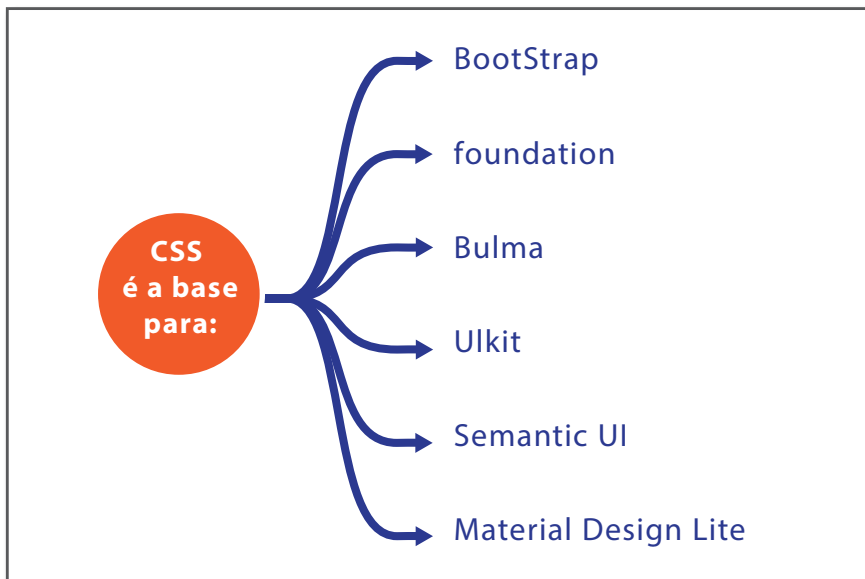 CSS
é a base
para:
BootStrap
foundation
Bulma
Ulkit
Semantic UI
Material Design Lite